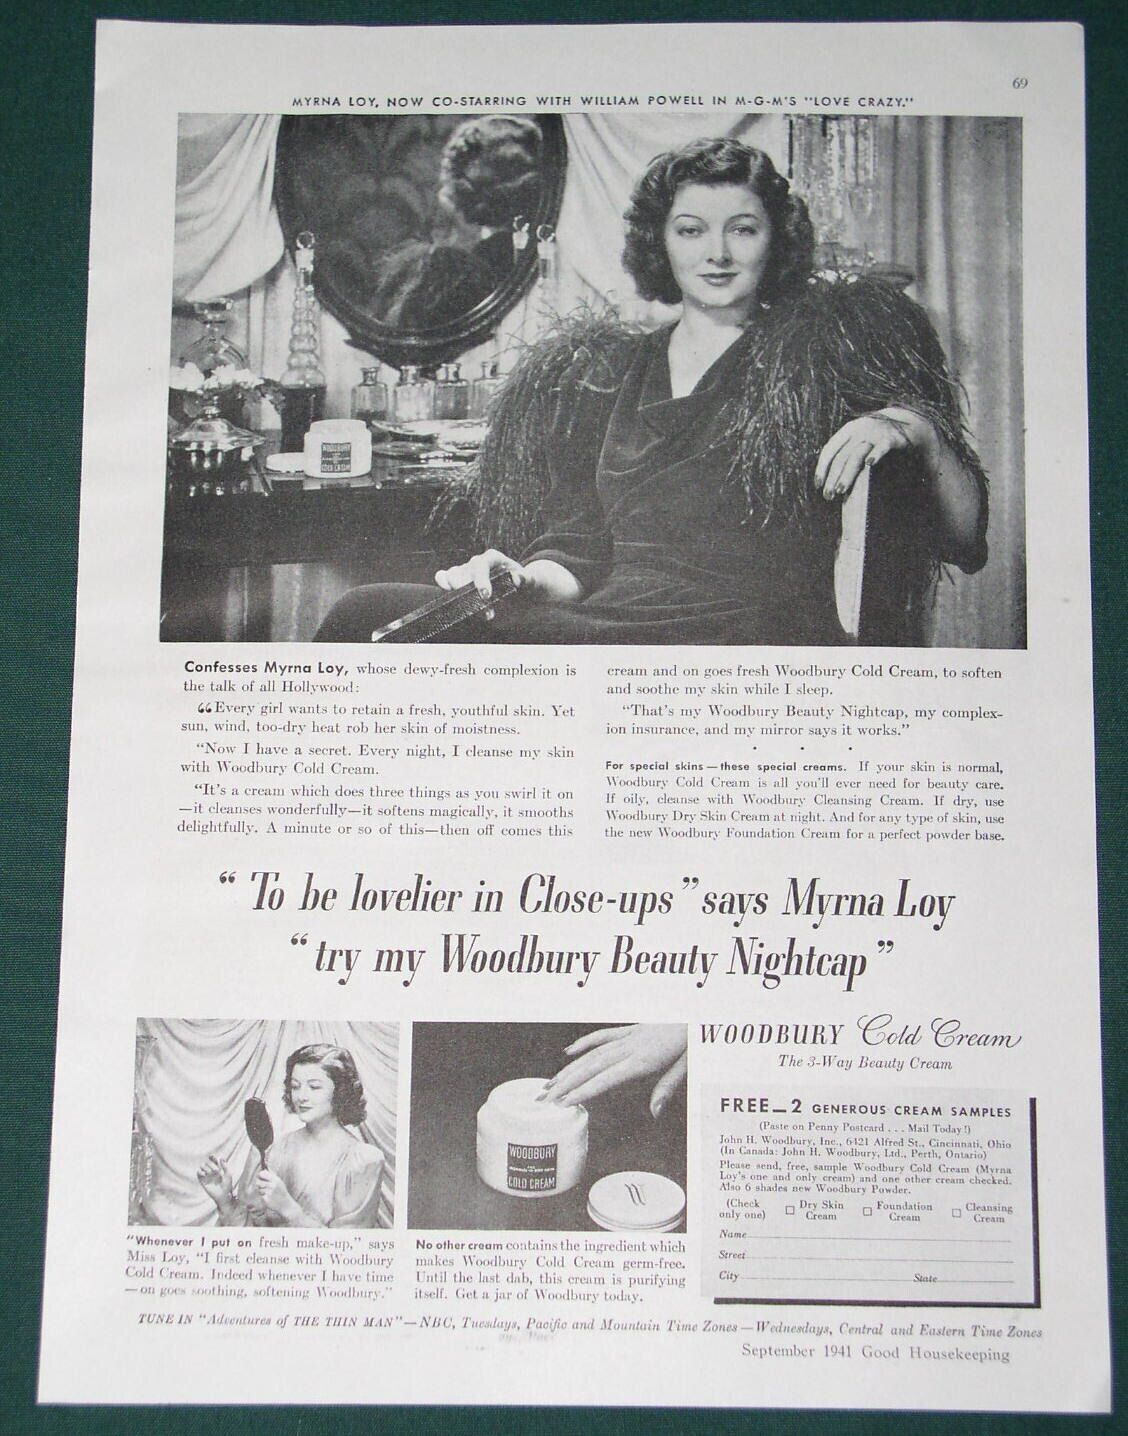 69
MYRNA LOY, NOW CO-STARRING WITH WILLIAM POWELL IN M-G-M'S "LOVE CRAZY."
WOODBURY
COLD CREAM
Confesses Myrna Loy, whose dewy-fresh complexion is
the talk of all Hollywood:
“Every girl wants to retain a fresh, youthful skin. Yet
sun, wind, too-dry heat rob her skin of moistness.
"Now I have a secret. Every night, I cleanse my skin
with Woodbury Cold Cream.
"It's a cream which does three things as you swirl it on
—it cleanses wonderfully—it softens magically, it smooths
delightfully. A minute or so of this—then off comes this
cream and on goes fresh Woodbury Cold Cream, to soften
and soothe my skin while I sleep.
"That's my Woodbury Beauty Nightcap, my complex-
ion insurance, and my mirror says it works."
. . .
For special skins—these special creams. If your skin is normal,
Woodbury Cold Cream is all you'll ever need for beauty care.
If oily, cleanse with Woodbury Cleansing Cream. If dry, use
Woodbury Dry Skin Cream at night. And for any type of skin, use
the new Woodbury Foundation Cream for a perfect powder base.
“To be lovelier in Close-ups” says Myrna Loy
“try my Woodbury Beauty Nightcap”
"Whenever I put on fresh make-up," says
Miss Loy, "I first cleanse with Woodbury
Cold Cream. Indeed whenever I have time
—on goes soothing, softening Woodbury."
WOODBURY
COLD CREAM
W
No other cream contains the ingredient which
makes Woodbury Cold Cream germ-free.
Until the last dab, this cream is purifying
itself. Get a jar of Woodbury today.
WOODBURY Cold Cream
The 3-Way Beauty Cream
FREE—2 GENEROUS CREAM SAMPLES
(Paste on Penny Postcard . . . Mail Today!)
John H. Woodbury, Inc., 6421 Alfred St., Cincinnati, Ohio
(In Canada: John H. Woodbury, Ltd., Perth, Ontario)
Please send, free, sample Woodbury Cold Cream (Myrna
Loy's one and only cream) and one other cream checked.
Also 6 shades new Woodbury Powder.
(Check only one) □ Dry Skin Cream □ Foundation Cream □ Cleansing Cream
Name
Street
City State
TUNE IN "Adventures of THE THIN MAN"—NBC, Tuesdays, Pacific and Mountain Time Zones—Wednesdays, Central and Eastern Time Zones
September 1941 Good Housekeeping